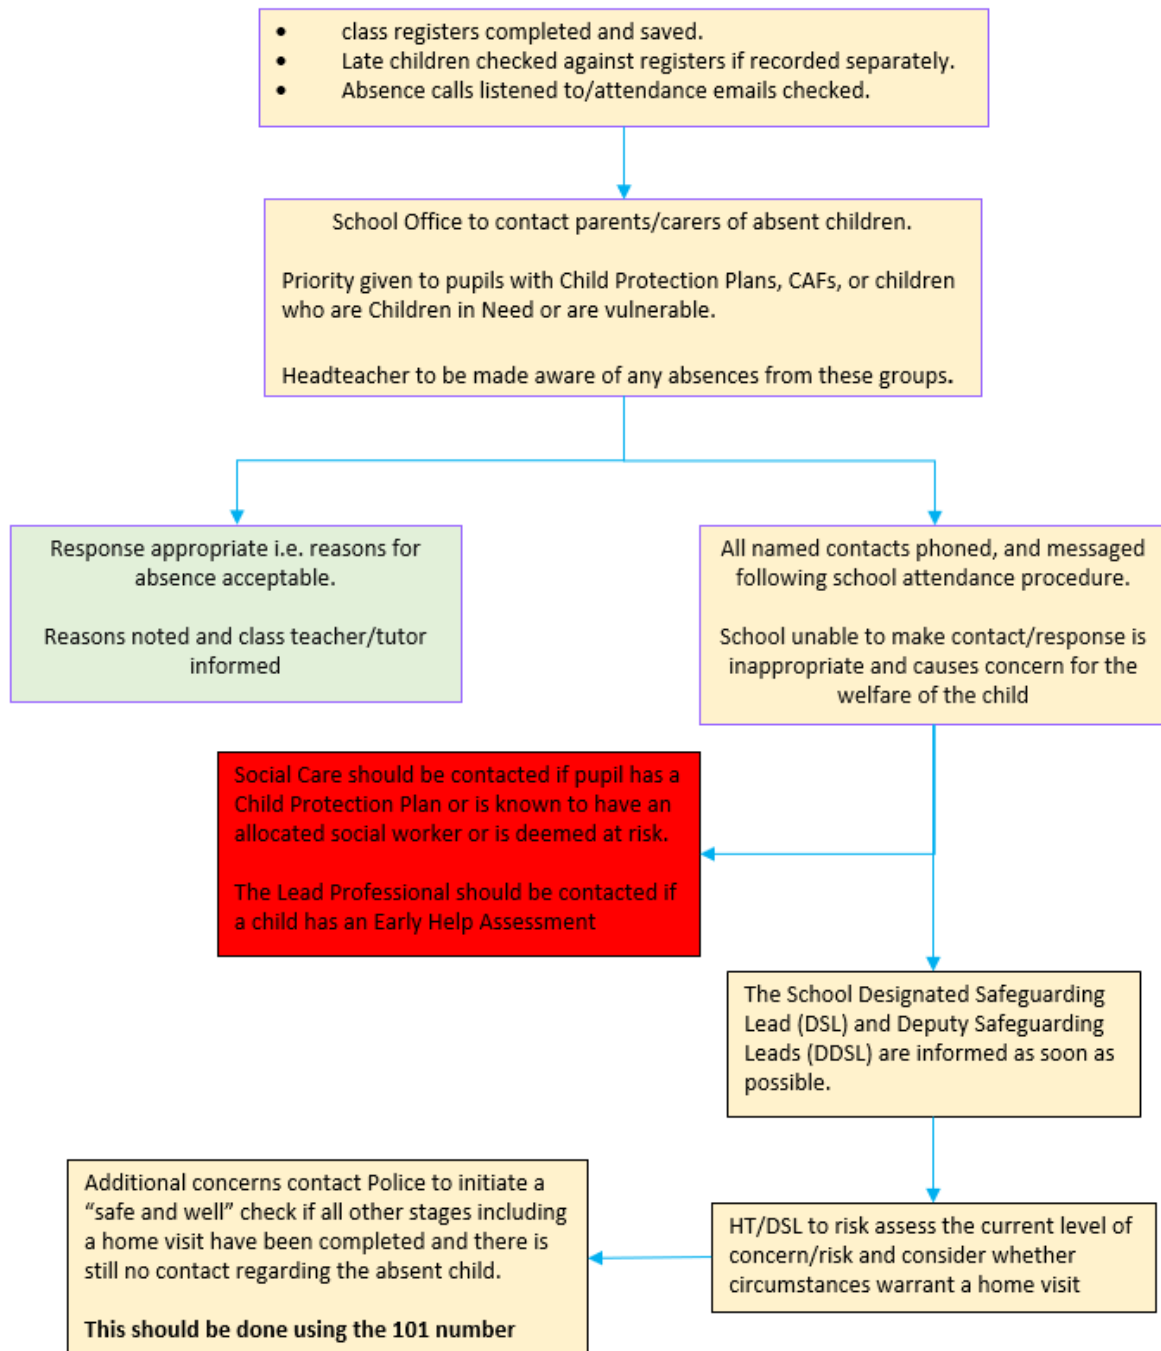 • class registers completed and saved.
• Late children checked against registers if recorded separately.
• Absence calls listened to/attendance emails checked.
School Office to contact parents/carers of absent children.
Priority given to pupils with Child Protection Plans, CAFs, or children
who are Children in Need or are vulnerable.
Headteacher to be made aware of any absences from these groups.
Response appropriate i.e. reasons for
absence acceptable.
Reasons noted and class teacher/tutor
informed
All named contacts phoned, and messaged
following school attendance procedure.
School unable to make contact/response is
inappropriate and causes concern for the
welfare of the child
Social Care should be contacted if pupil has a
Child Protection Plan or is known to have an
allocated social worker or is deemed at risk.
The Lead Professional should be contacted if
a child has an Early Help Assessment
The School Designated Safeguarding
Lead (DSL) and Deputy Safeguarding
Leads (DDSL) are informed as soon as
possible.
HT/DSL to risk assess the current level of
concern/risk and consider whether
circumstances warrant a home visit
Additional concerns contact Police to initiate a
“safe and well” check if all other stages including
a home visit have been completed and there is
still no contact regarding the absent child.
This should be done using the 101 number